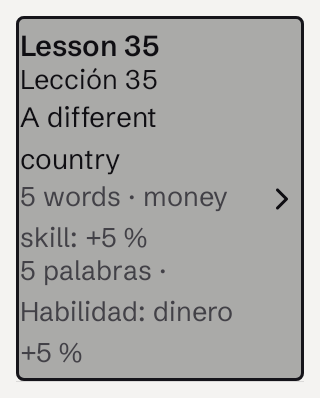 Lesson 35
Lección 35
A different
country
5 words · money
skill: +5 %
5 palabras ·
Habilidad: dinero
+5 %